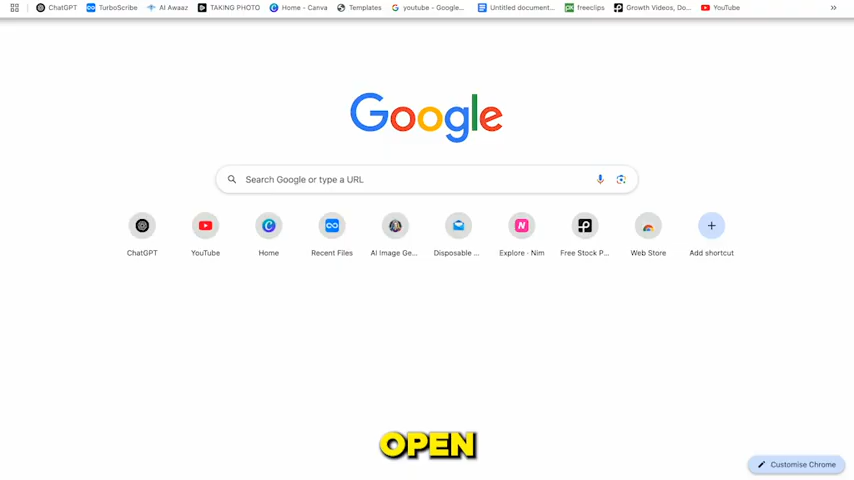 ChatGPT TurboScribe AI Awaaz TAKING PHOTO Home - Canva Templates youtube - Google... Untitled document... freeclips Growth Videos, Do... YouTube
Google
Search Google or type a URL
ChatGPT YouTube Home Recent Files AI Image Ge... Disposable ... Explore · Nim Free Stock P... Web Store Add shortcut
OPEN
Customise Chrome